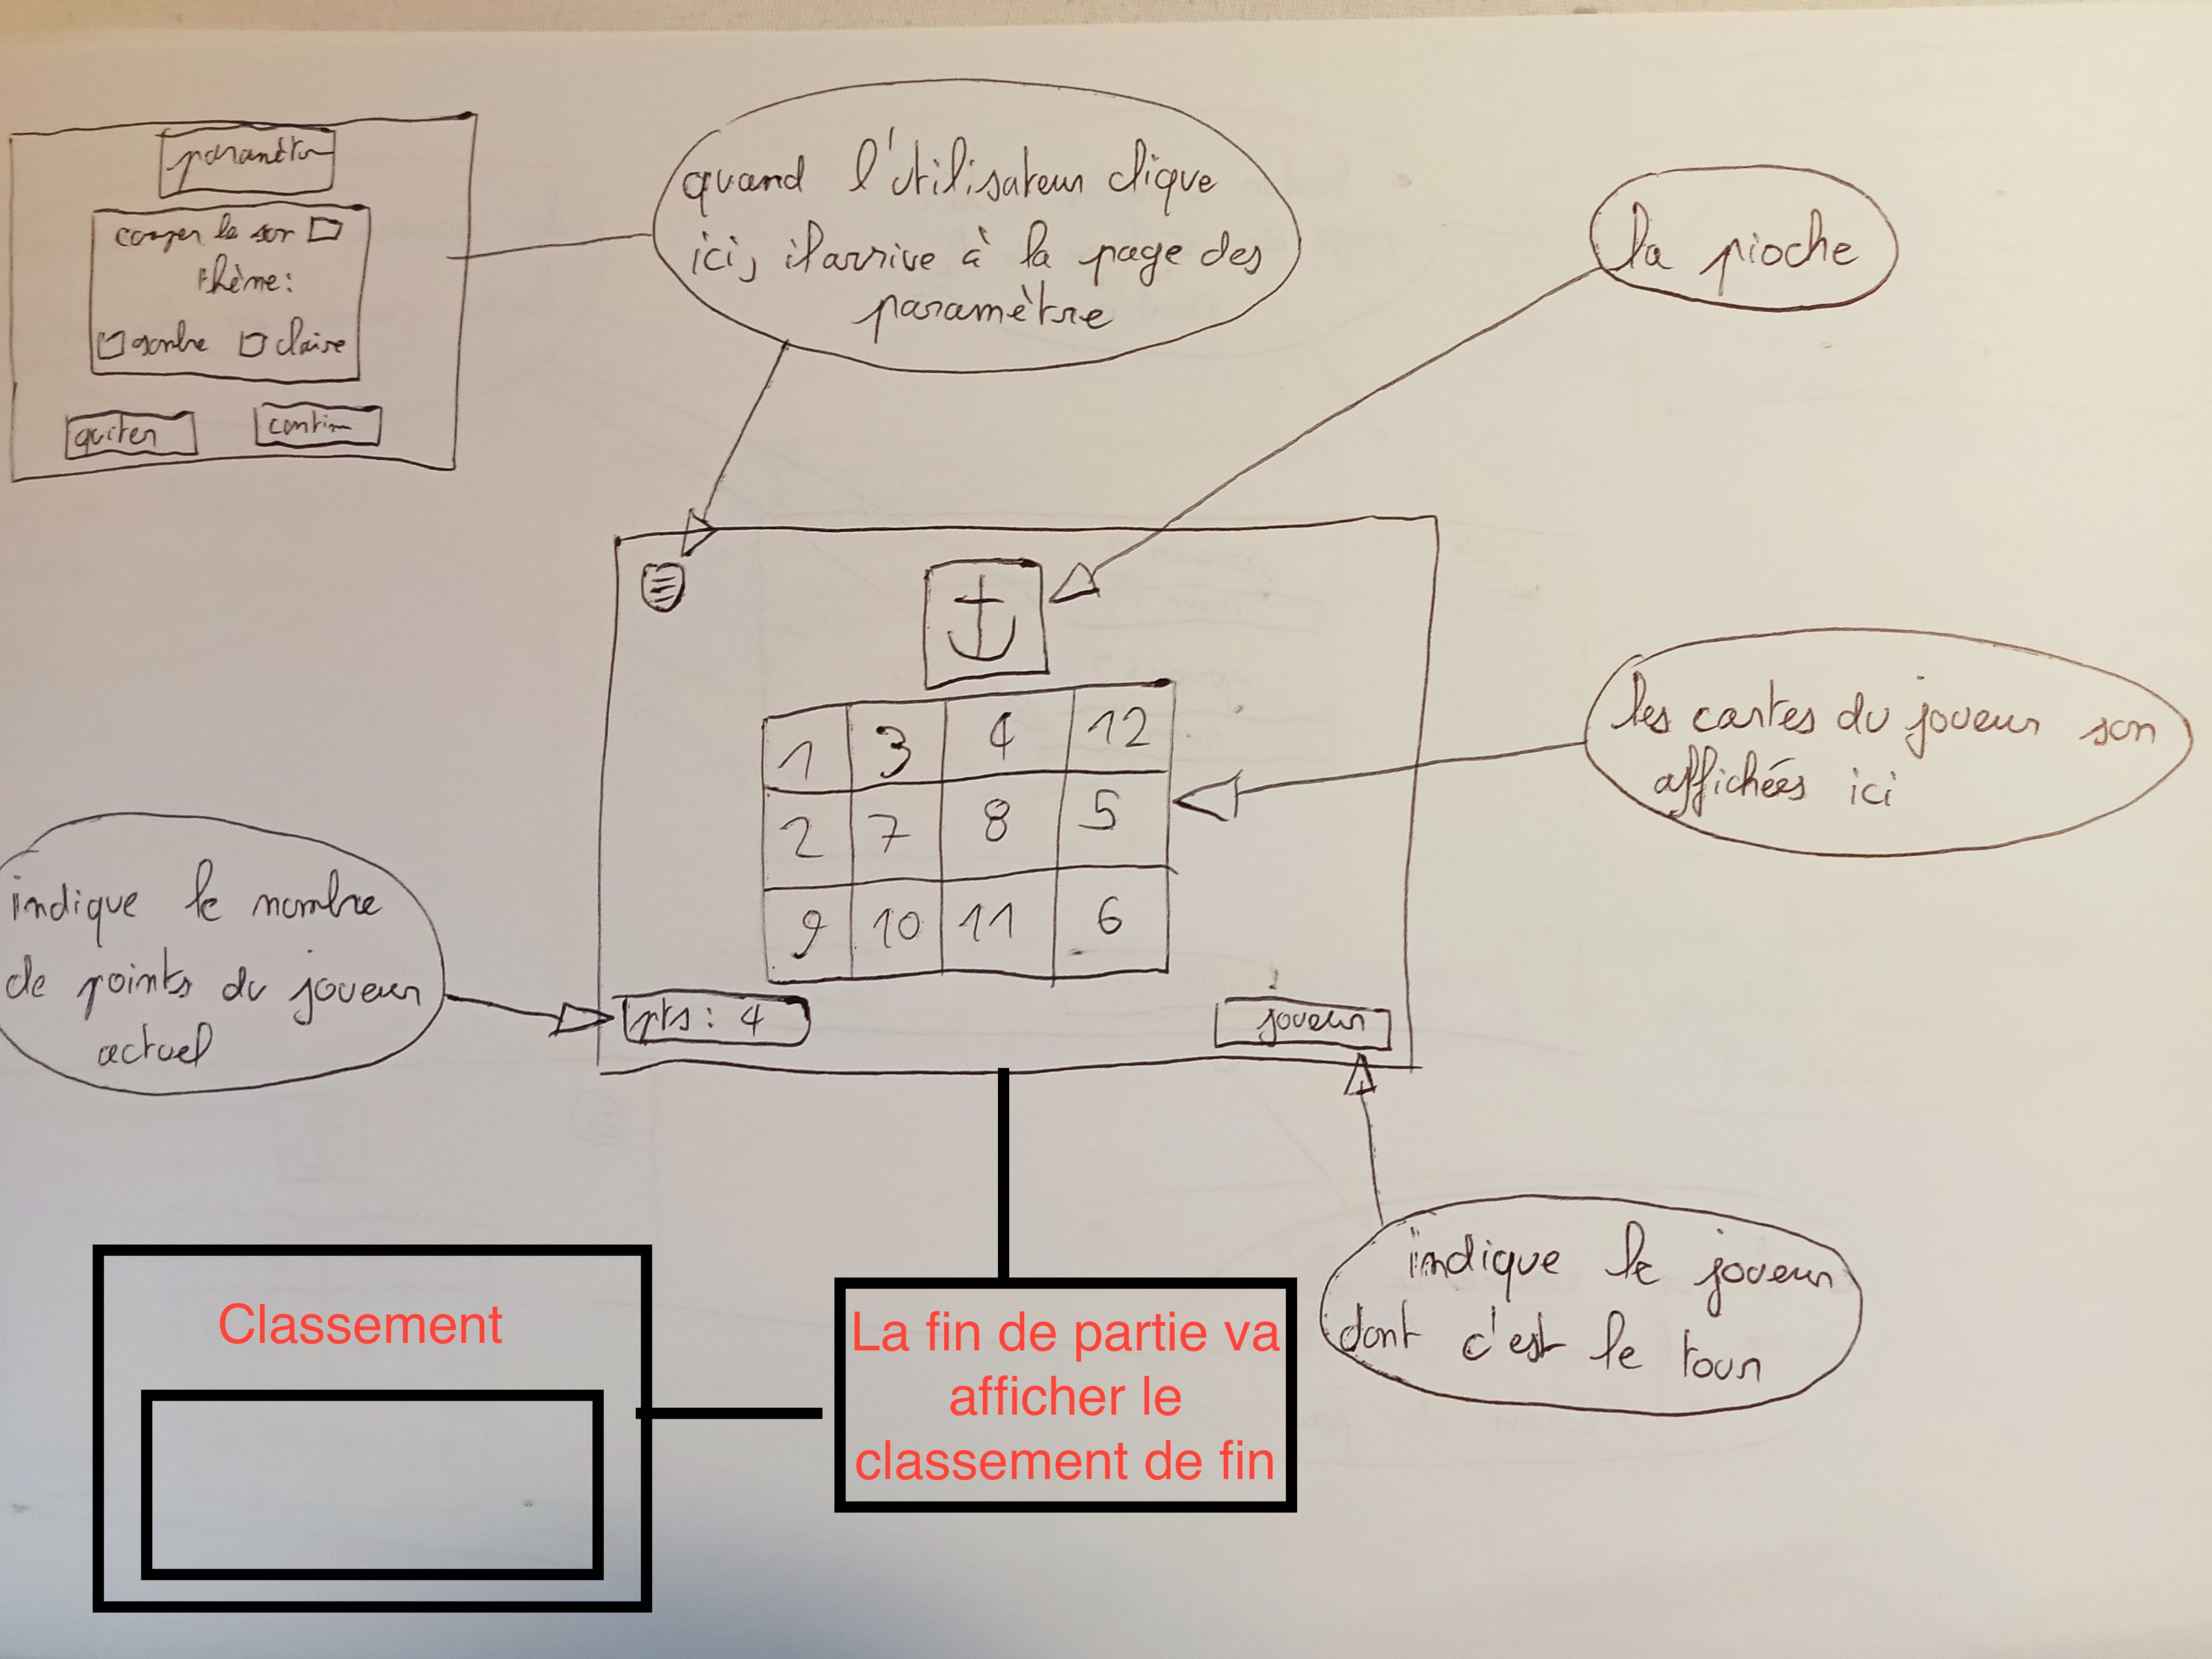 paramètr
couper le son
thème:
sombre claire
quiter
contin
quand l'utilisateur clique
ici, il arrive à la page des
paramètre
la pioche
1 3 4 12
2 7 8 5
9 10 11 6
pts: 4
joueur
les cartes du joueur son
affichées ici
indique le nombre
de points du joueur
actuel
indique le joueur
dont c'est le tour
Classement
La fin de partie va
afficher le
classement de fin